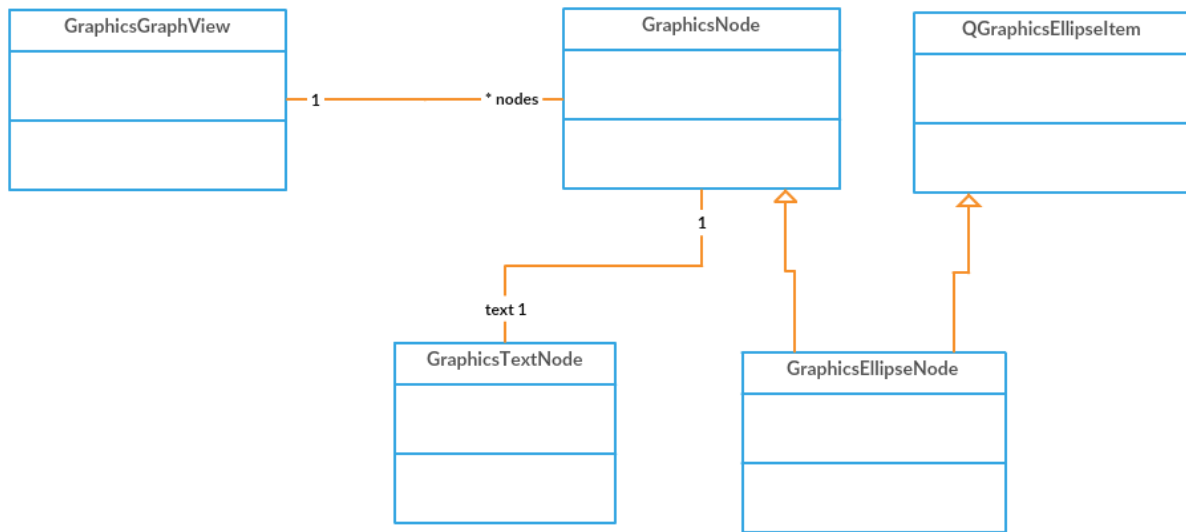 GraphicsGraphView
GraphicsNode
QGraphicsEllipseItem
1
* nodes
1
text 1
GraphicsTextNode
GraphicsEllipseNode